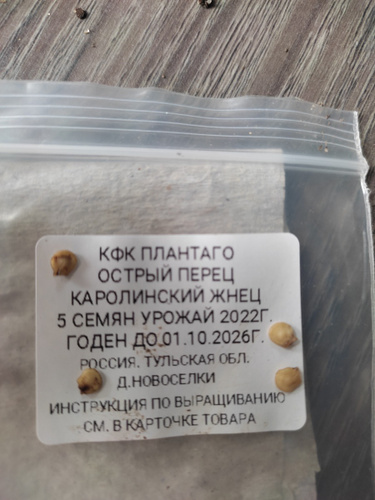 КФК ПЛАНТАГО
ОСТРЫЙ ПЕРЕЦ
КАРОЛИНСКИЙ ЖНЕЦ
5 СЕМЯН УРОЖАЙ 2022Г.
ГОДЕН ДО 01.10.2026Г.
РОССИЯ. ТУЛЬСКАЯ ОБЛ.
Д.НОВОСЕЛКИ
ИНСТРУКЦИЯ ПО ВЫРАЩИВАНИЮ
СМ. В КАРТОЧКЕ ТОВАРА